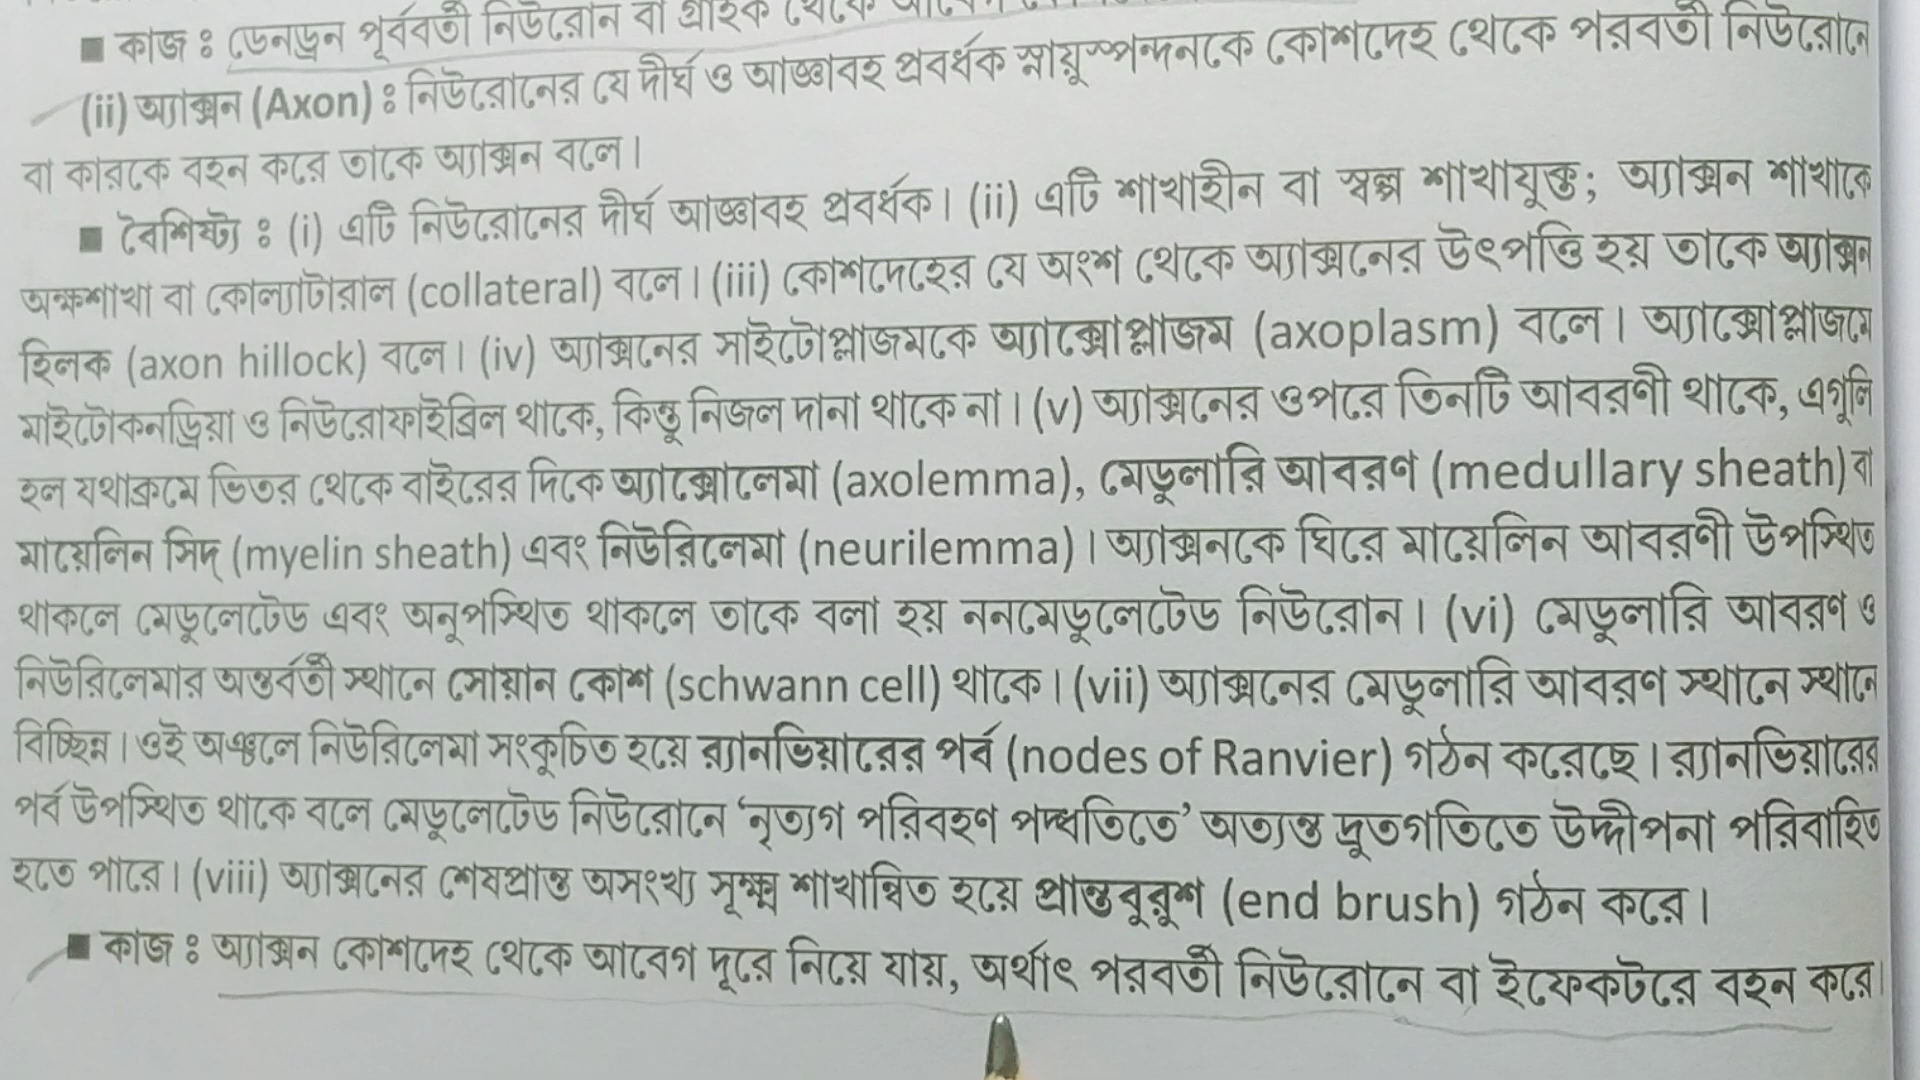 ■ কাজ ঃ ডেনড্রন পূর্ববর্তী নিউরোন বা গ্রাহক থেকে
(ii) অ্যাক্সন (Axon) ঃ নিউরোনের যে দীর্ঘ ও আজ্ঞাবহ প্রবর্ধক স্নায়ুস্পন্দনকে কোশদেহ থেকে পরবর্তী নিউরোনে
বা কারকে বহন করে তাকে অ্যাক্সন বলে।
■ বৈশিষ্ট্য ঃ (i) এটি নিউরোনের দীর্ঘ আজ্ঞাবহ প্রবর্ধক। (ii) এটি শাখাহীন বা স্বল্প শাখাযুক্ত; অ্যাক্সন শাখাকে
অক্ষশাখা বা কোল্যাটারাল (collateral) বলে। (iii) কোশদেহের যে অংশ থেকে অ্যাক্সনের উৎপত্তি হয় তাকে অ্যাক্সন
হিলক (axon hillock) বলে। (iv) অ্যাক্সনের সাইটোপ্লাজমকে অ্যাক্সোপ্লাজম (axoplasm) বলে। অ্যাক্সোপ্লাজমে
মাইটোকনড্রিয়া ও নিউরোফাইব্রিল থাকে, কিন্তু নিজল দানা থাকে না। (v) অ্যাক্সনের ওপরে তিনটি আবরণী থাকে, এগুলি
হল যথাক্রমে ভিতর থেকে বাইরের দিকে অ্যাক্সোলেমা (axolemma), মেডুলারি আবরণ (medullary sheath) বা
মায়েলিন সিদ্ (myelin sheath) এবং নিউরিলেমা (neurilemma)। অ্যাক্সনকে ঘিরে মায়েলিন আবরণী উপস্থিত
থাকলে মেডুলেটেড এবং অনুপস্থিত থাকলে তাকে বলা হয় ননমেডুলেটেড নিউরোন। (vi) মেডুলারি আবরণ ও
নিউরিলেমার অন্তর্বর্তী স্থানে সোয়ান কোশ (schwann cell) থাকে। (vii) অ্যাক্সনের মেডুলারি আবরণ স্থানে স্থানে
বিচ্ছিন্ন। ওই অঞ্চলে নিউরিলেমা সংকুচিত হয়ে র‍্যানভিয়ারের পর্ব (nodes of Ranvier) গঠন করেছে। র‍্যানভিয়ারের
পর্ব উপস্থিত থাকে বলে মেডুলেটেড নিউরোনে ‘নৃত্যগ পরিবহণ পদ্ধতিতে’ অত্যন্ত দ্রুতগতিতে উদ্দীপনা পরিবাহিত
হতে পারে। (viii) অ্যাক্সনের শেষপ্রান্ত অসংখ্য সূক্ষ্ম শাখান্বিত হয়ে প্রান্তবুরুশ (end brush) গঠন করে।
■ কাজ ঃ অ্যাক্সন কোশদেহ থেকে আবেগ দূরে নিয়ে যায়, অর্থাৎ পরবর্তী নিউরোনে বা ইফেকটরে বহন করে।